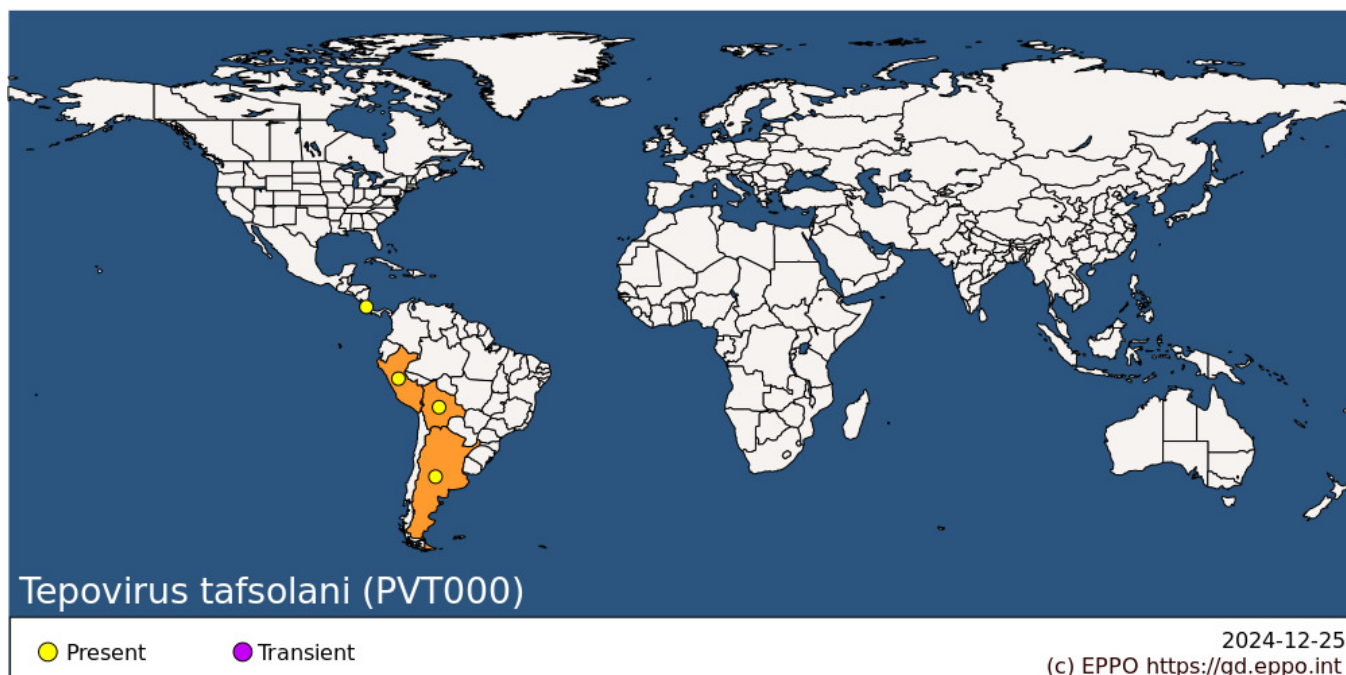 Tepovirus tafsolani (PVT000)
Present
Transient
2024-12-25
(c) EPPO https://gd.eppo.int